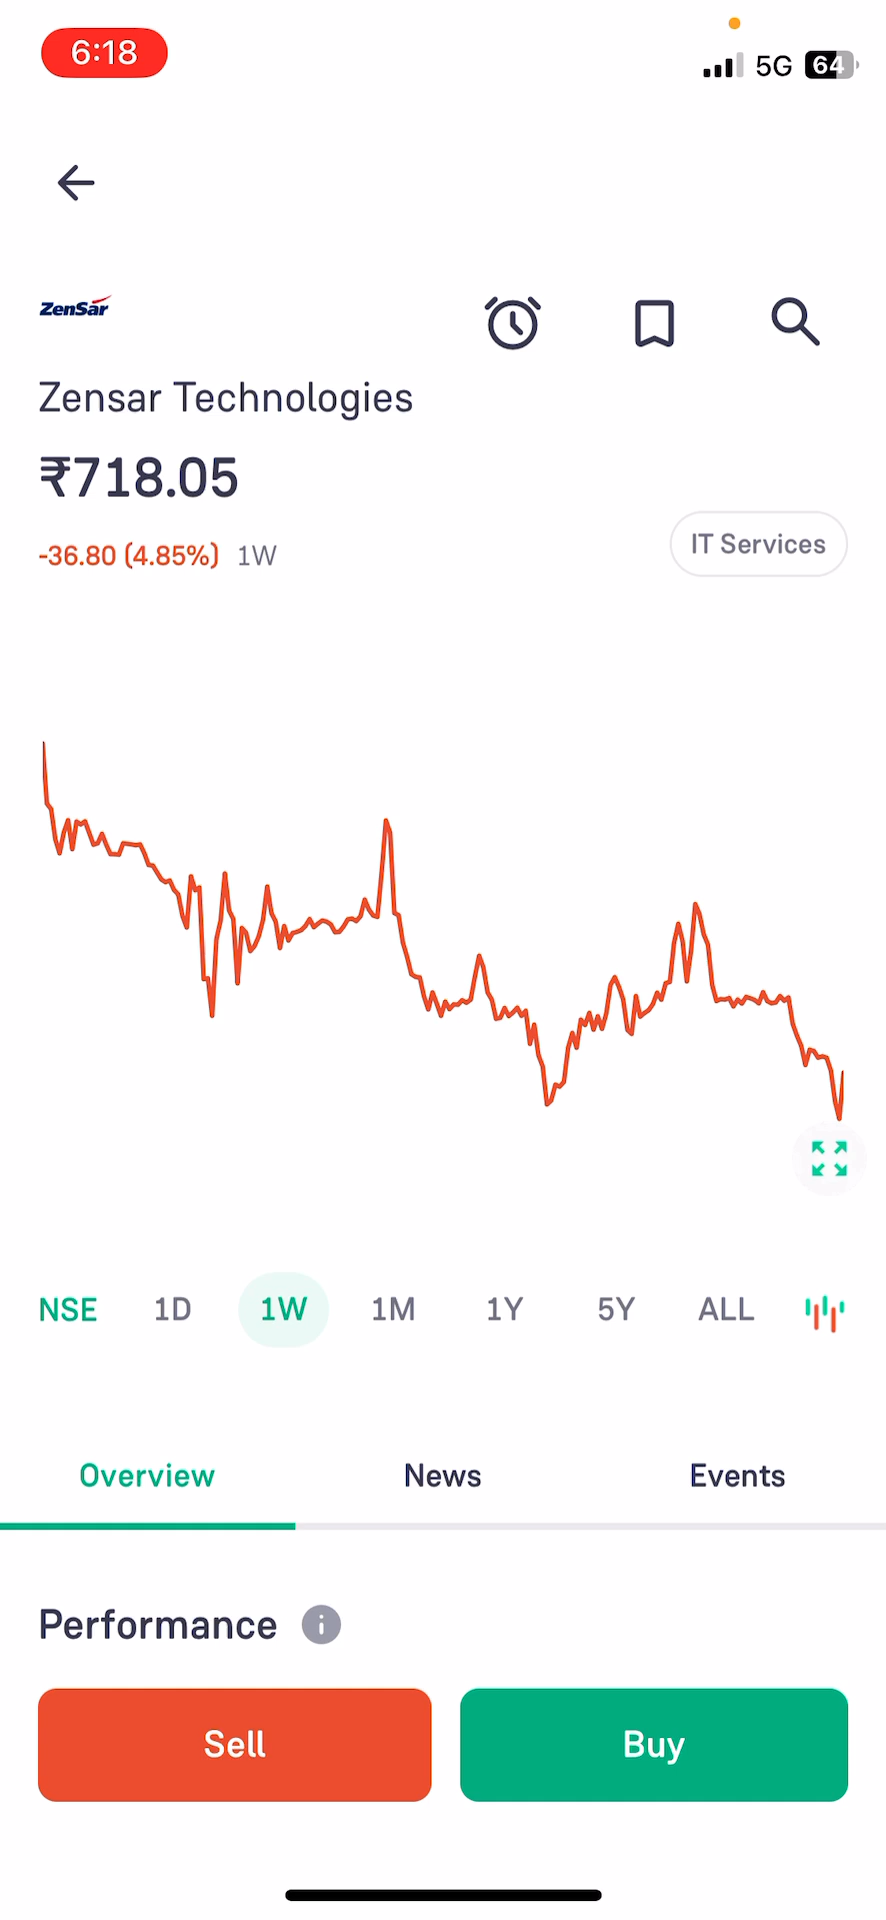 6:18
5G 64
ZenSar
Zensar Technologies
₹718.05
-36.80 (4.85%) 1W
IT Services
NSE 1D 1W 1M 1Y 5Y ALL
Overview News Events
Performance i
Sell Buy